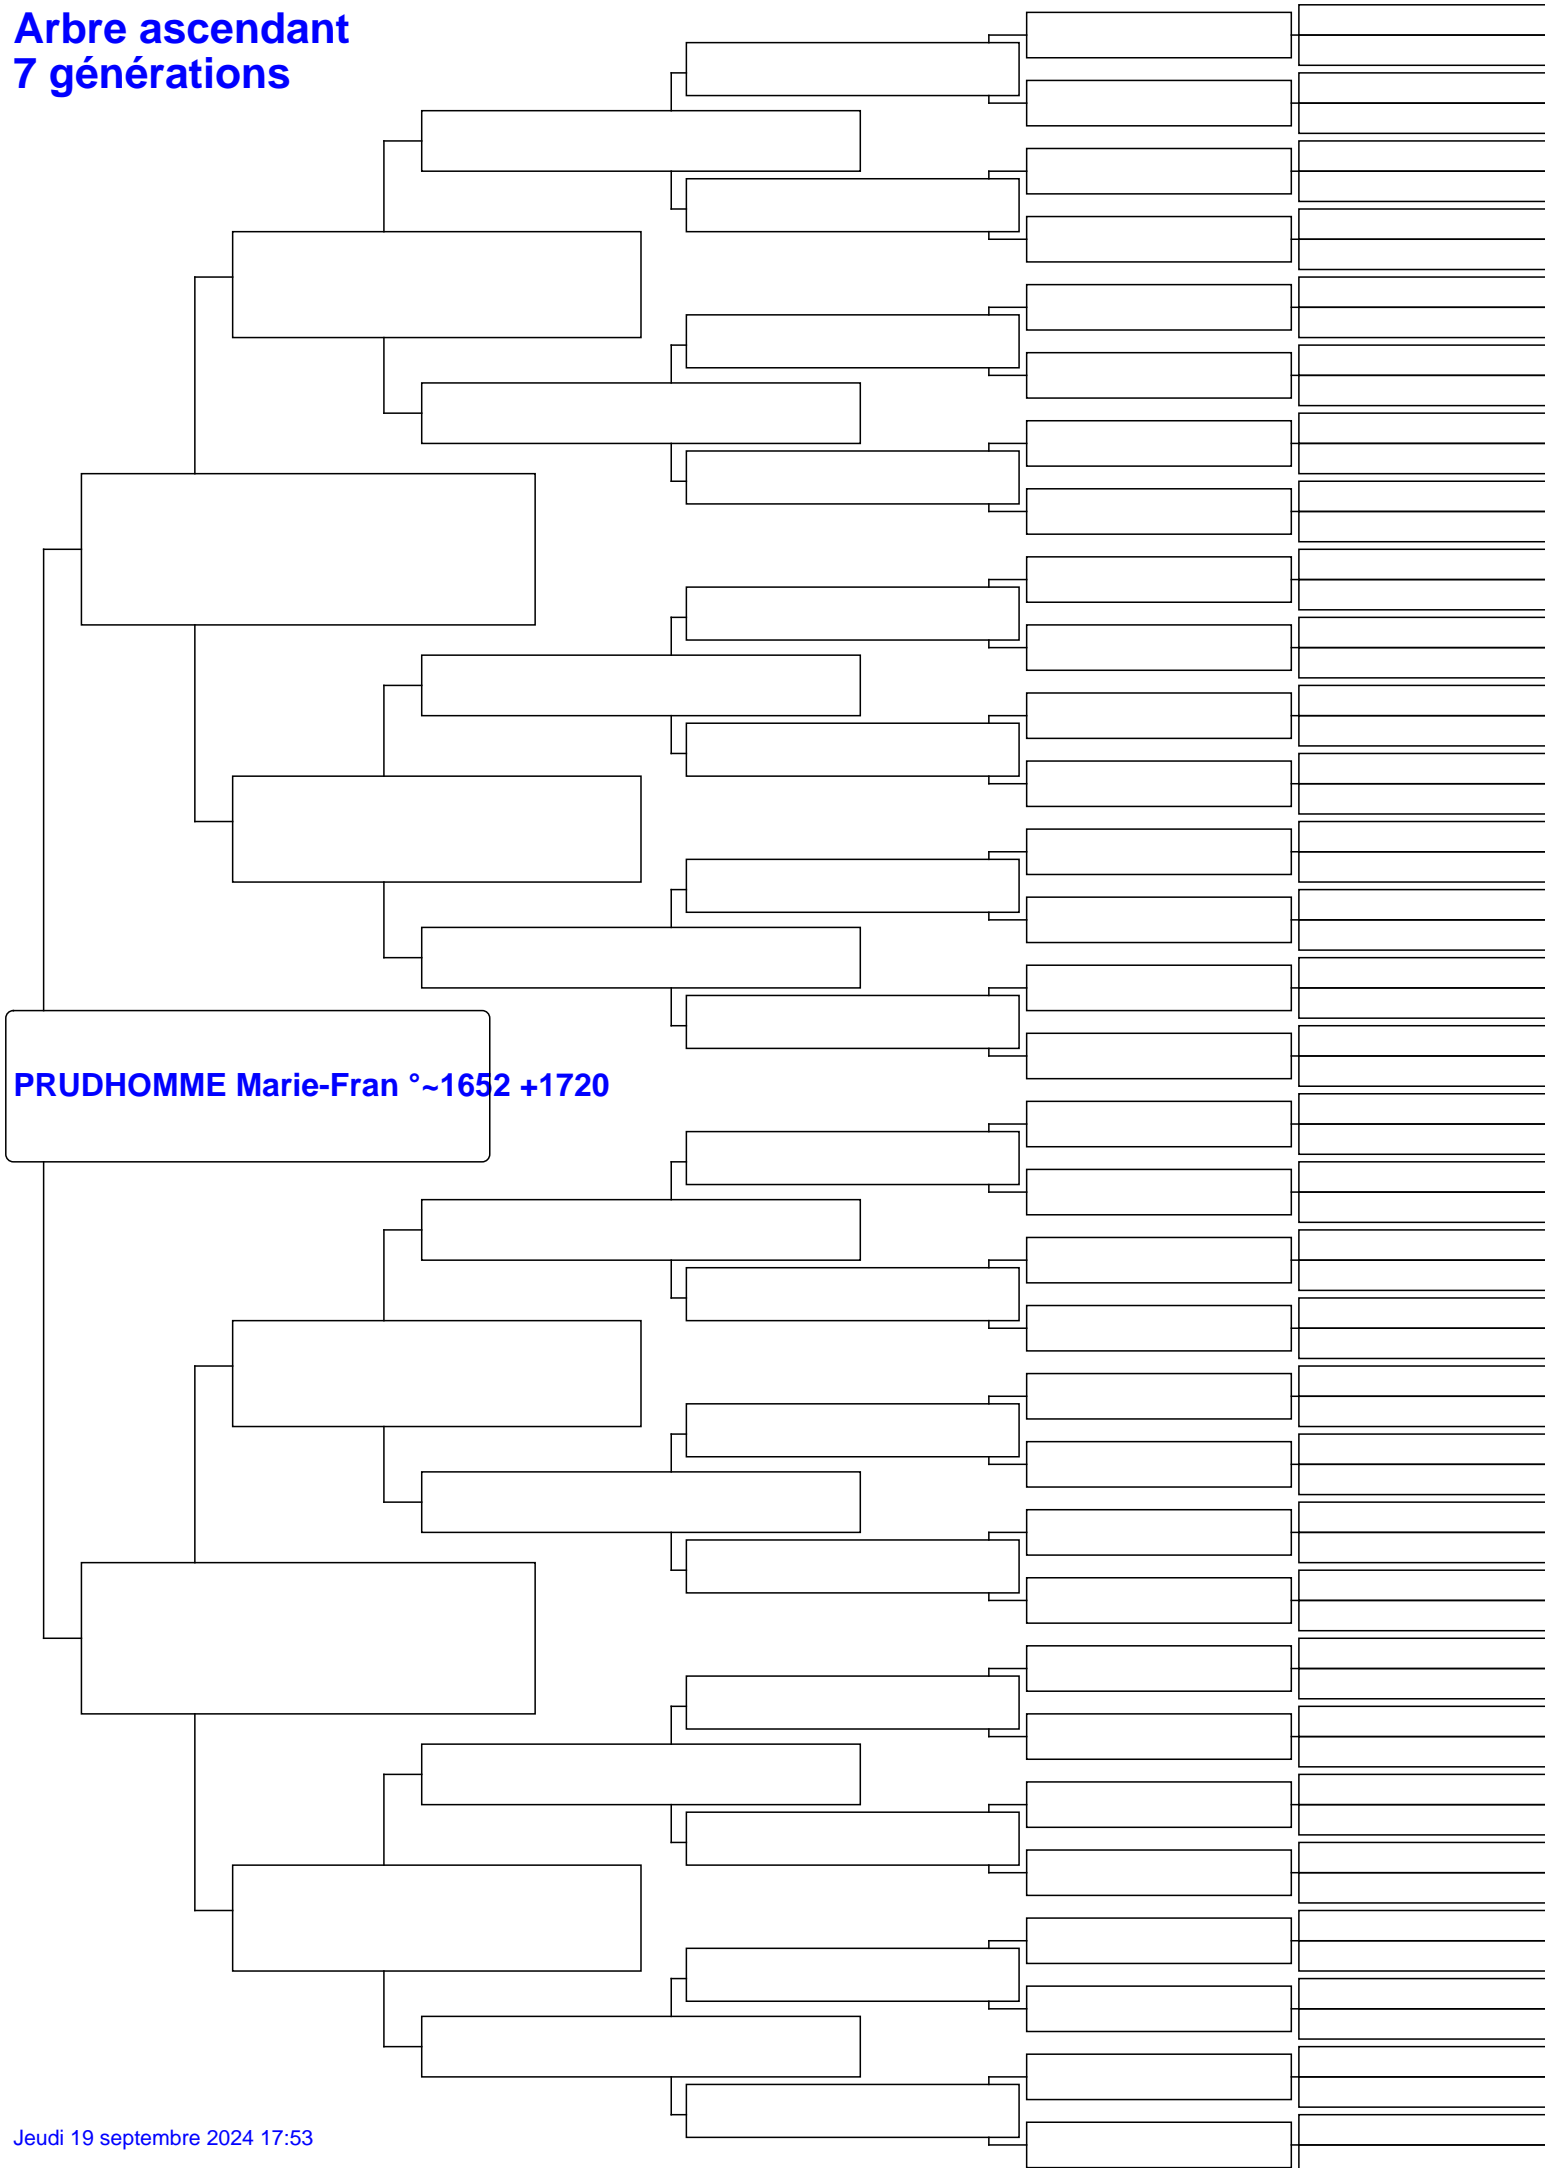 Arbre ascendant
7 générations
PRUDHOMME Marie-Fran °~1652 +1720
Jeudi 19 septembre 2024 17:53